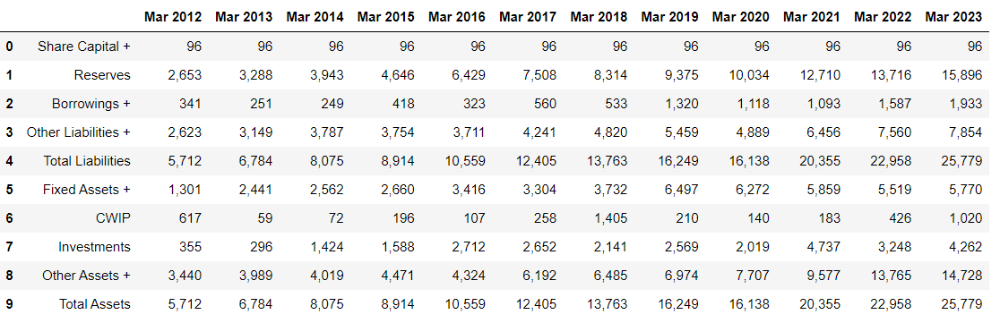 Mar 2012 Mar 2013 Mar 2014 Mar 2015 Mar 2016 Mar 2017 Mar 2018 Mar 2019 Mar 2020 Mar 2021 Mar 2022 Mar 2023
0 Share Capital + 96 96 96 96 96 96 96 96 96 96 96 96
1 Reserves 2,653 3,288 3,943 4,646 6,429 7,508 8,314 9,375 10,034 12,710 13,716 15,896
2 Borrowings + 341 251 249 418 323 560 533 1,320 1,118 1,093 1,587 1,933
3 Other Liabilities + 2,623 3,149 3,787 3,754 3,711 4,241 4,820 5,459 4,889 6,456 7,560 7,854
4 Total Liabilities 5,712 6,784 8,075 8,914 10,559 12,405 13,763 16,249 16,138 20,355 22,958 25,779
5 Fixed Assets + 1,301 2,441 2,562 2,660 3,416 3,304 3,732 6,497 6,272 5,859 5,519 5,770
6 CWIP 617 59 72 196 107 258 1,405 210 140 183 426 1,020
7 Investments 355 296 1,424 1,588 2,712 2,652 2,141 2,569 2,019 4,737 3,248 4,262
8 Other Assets + 3,440 3,989 4,019 4,471 4,324 6,192 6,485 6,974 7,707 9,577 13,765 14,728
9 Total Assets 5,712 6,784 8,075 8,914 10,559 12,405 13,763 16,249 16,138 20,355 22,958 25,779